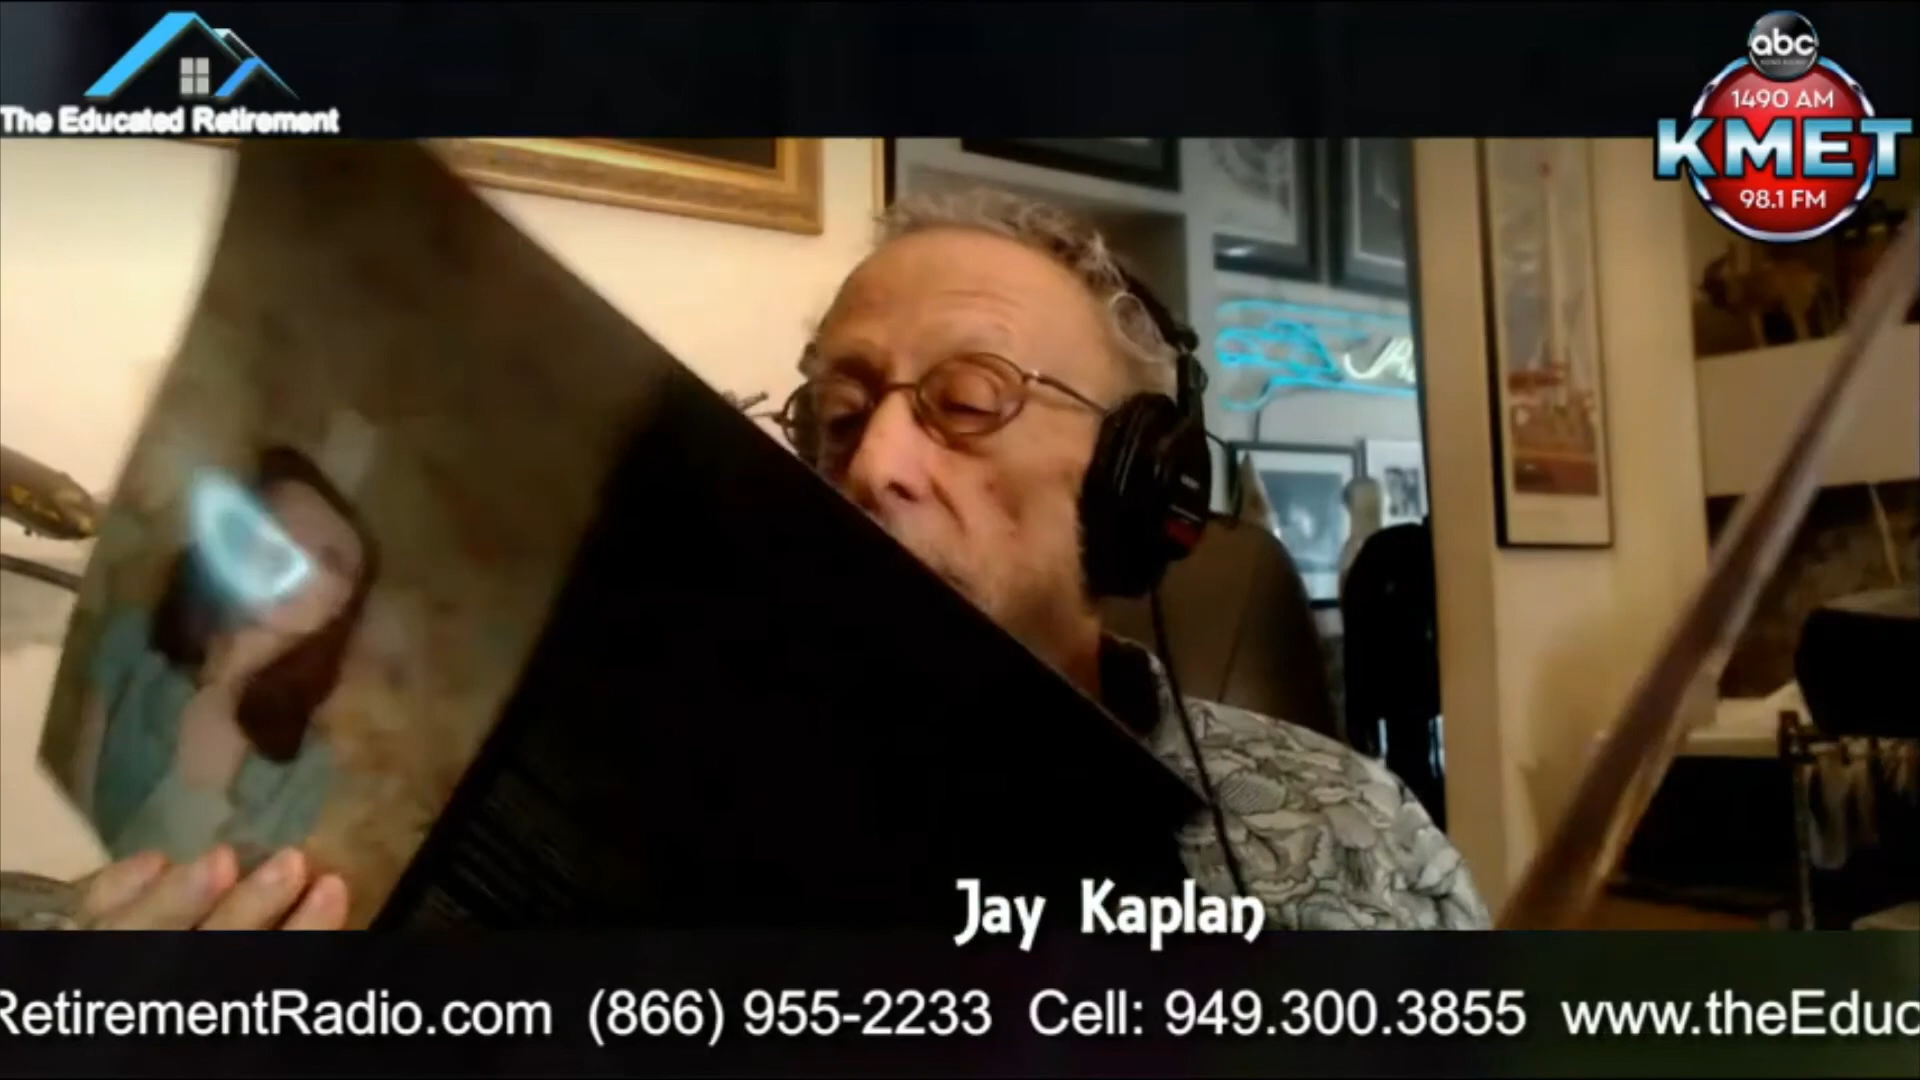 The Educated Retirement
abc
1490 AM
KMET
98.1 FM
Jay Kaplan
RetirementRadio.com (866) 955-2233 Cell: 949.300.3855 www.theEduc